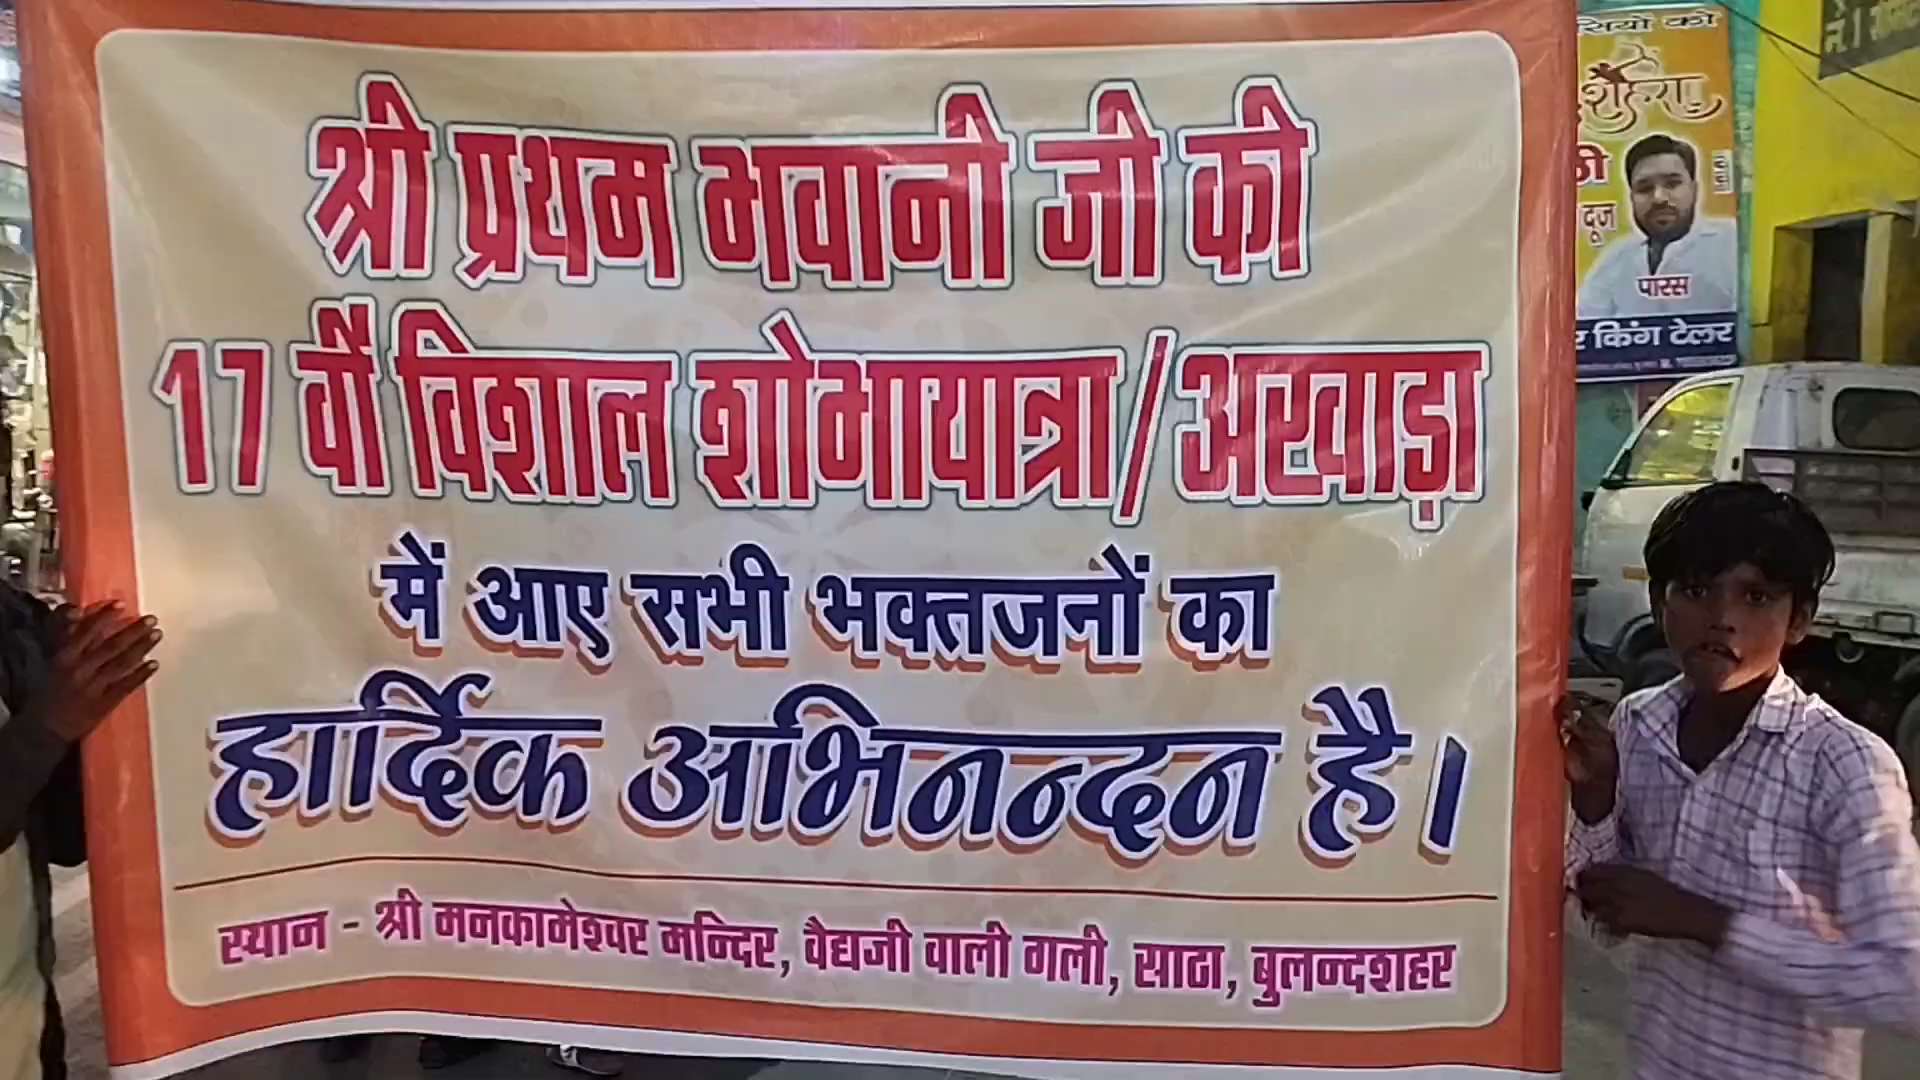 श्री प्रथम भवानी जी की
17 वीं विशाल शोभायात्रा/अखाड़ा
में आए सभी भक्तजनों का
हार्दिक अभिनन्दन है।
स्थान - श्री मनकामेश्वर मन्दिर, वैद्यजी वाली गली, साठा, बुलन्दशहर
दूज
पारस
किंग टेलर